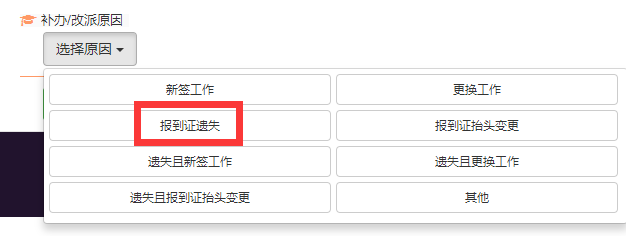 补办/改派原因
选择原因
新签工作
更换工作
报到证遗失
报到证抬头变更
遗失且新签工作
遗失且更换工作
遗失且报到证抬头变更
其他